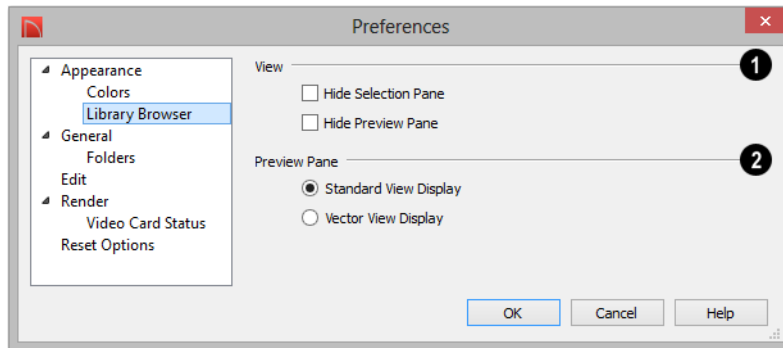 Preferences
Appearance
Colors
Library Browser
General
Folders
Edit
Render
Video Card Status
Reset Options
View
1
Hide Selection Pane
Hide Preview Pane
Preview Pane
2
Standard View Display
Vector View Display
OK
Cancel
Help